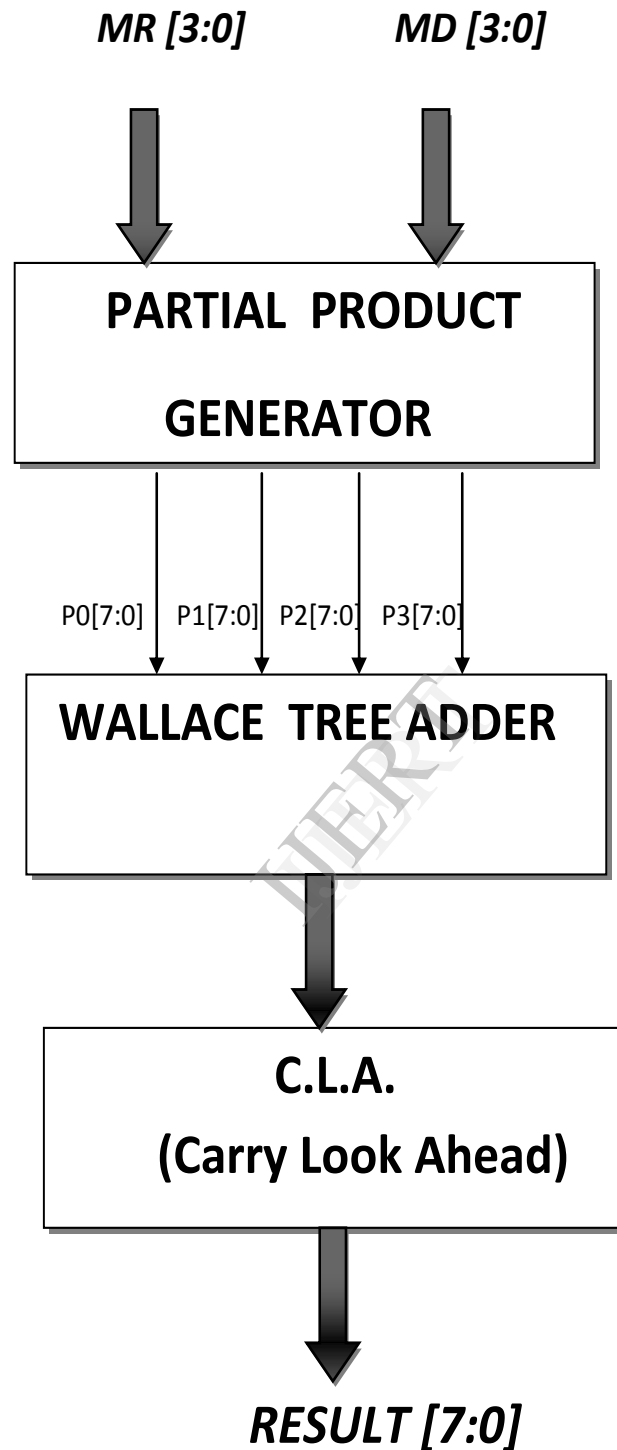 MR [3:0] MD [3:0]
PARTIAL PRODUCT
GENERATOR
P0[7:0] P1[7:0] P2[7:0] P3[7:0]
WALLACE TREE ADDER
IJERT
C.L.A.
(Carry Look Ahead)
RESULT [7:0]